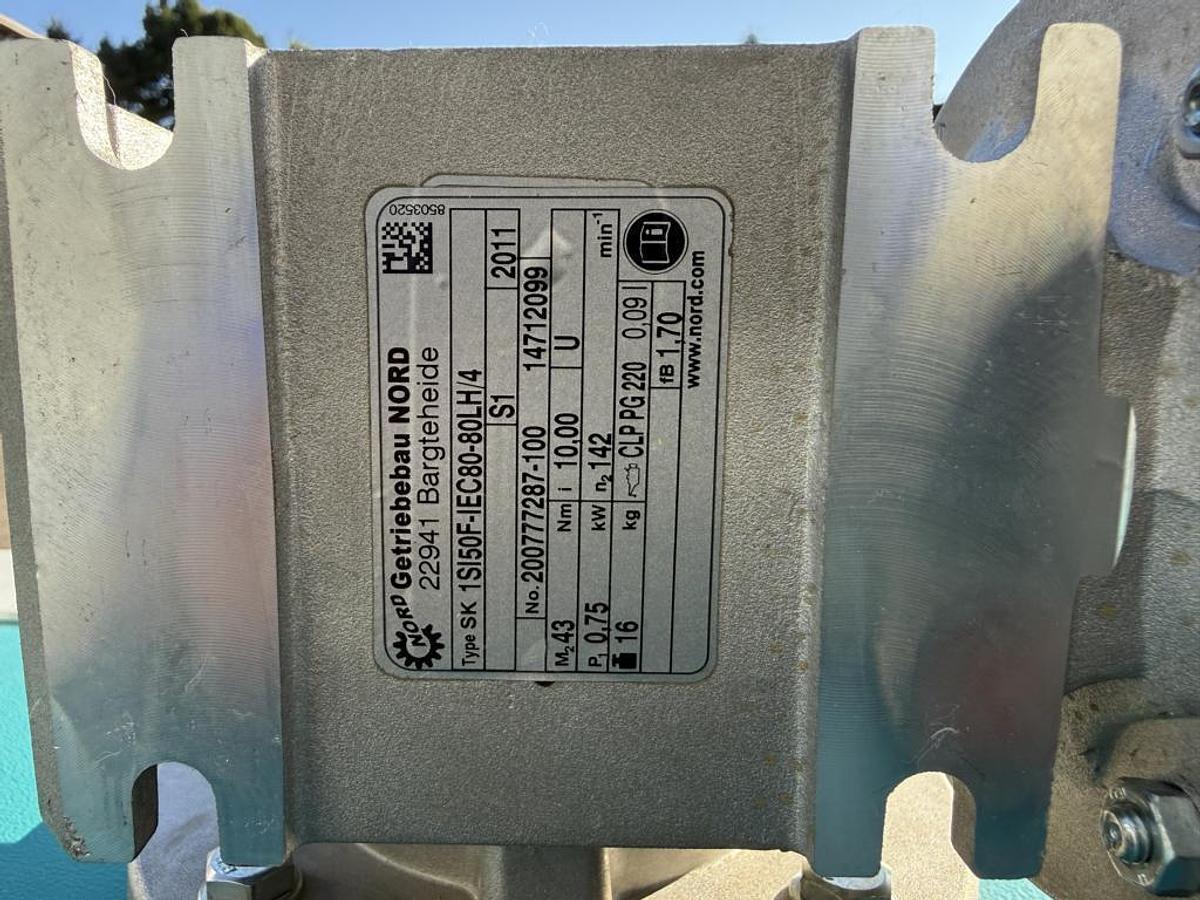 8503520
NORD Getriebebau NORD
22941 Bargteheide
Type SK 1SI50F-IEC80-80LH/4
S1 2011
No. 200777287-100 14712099
M2 43 Nm i 10,00 U
P1 0,75 kW n2 142 min-1
16 kg CLP PG 220 0,09 l
fB 1,70
www.nord.com